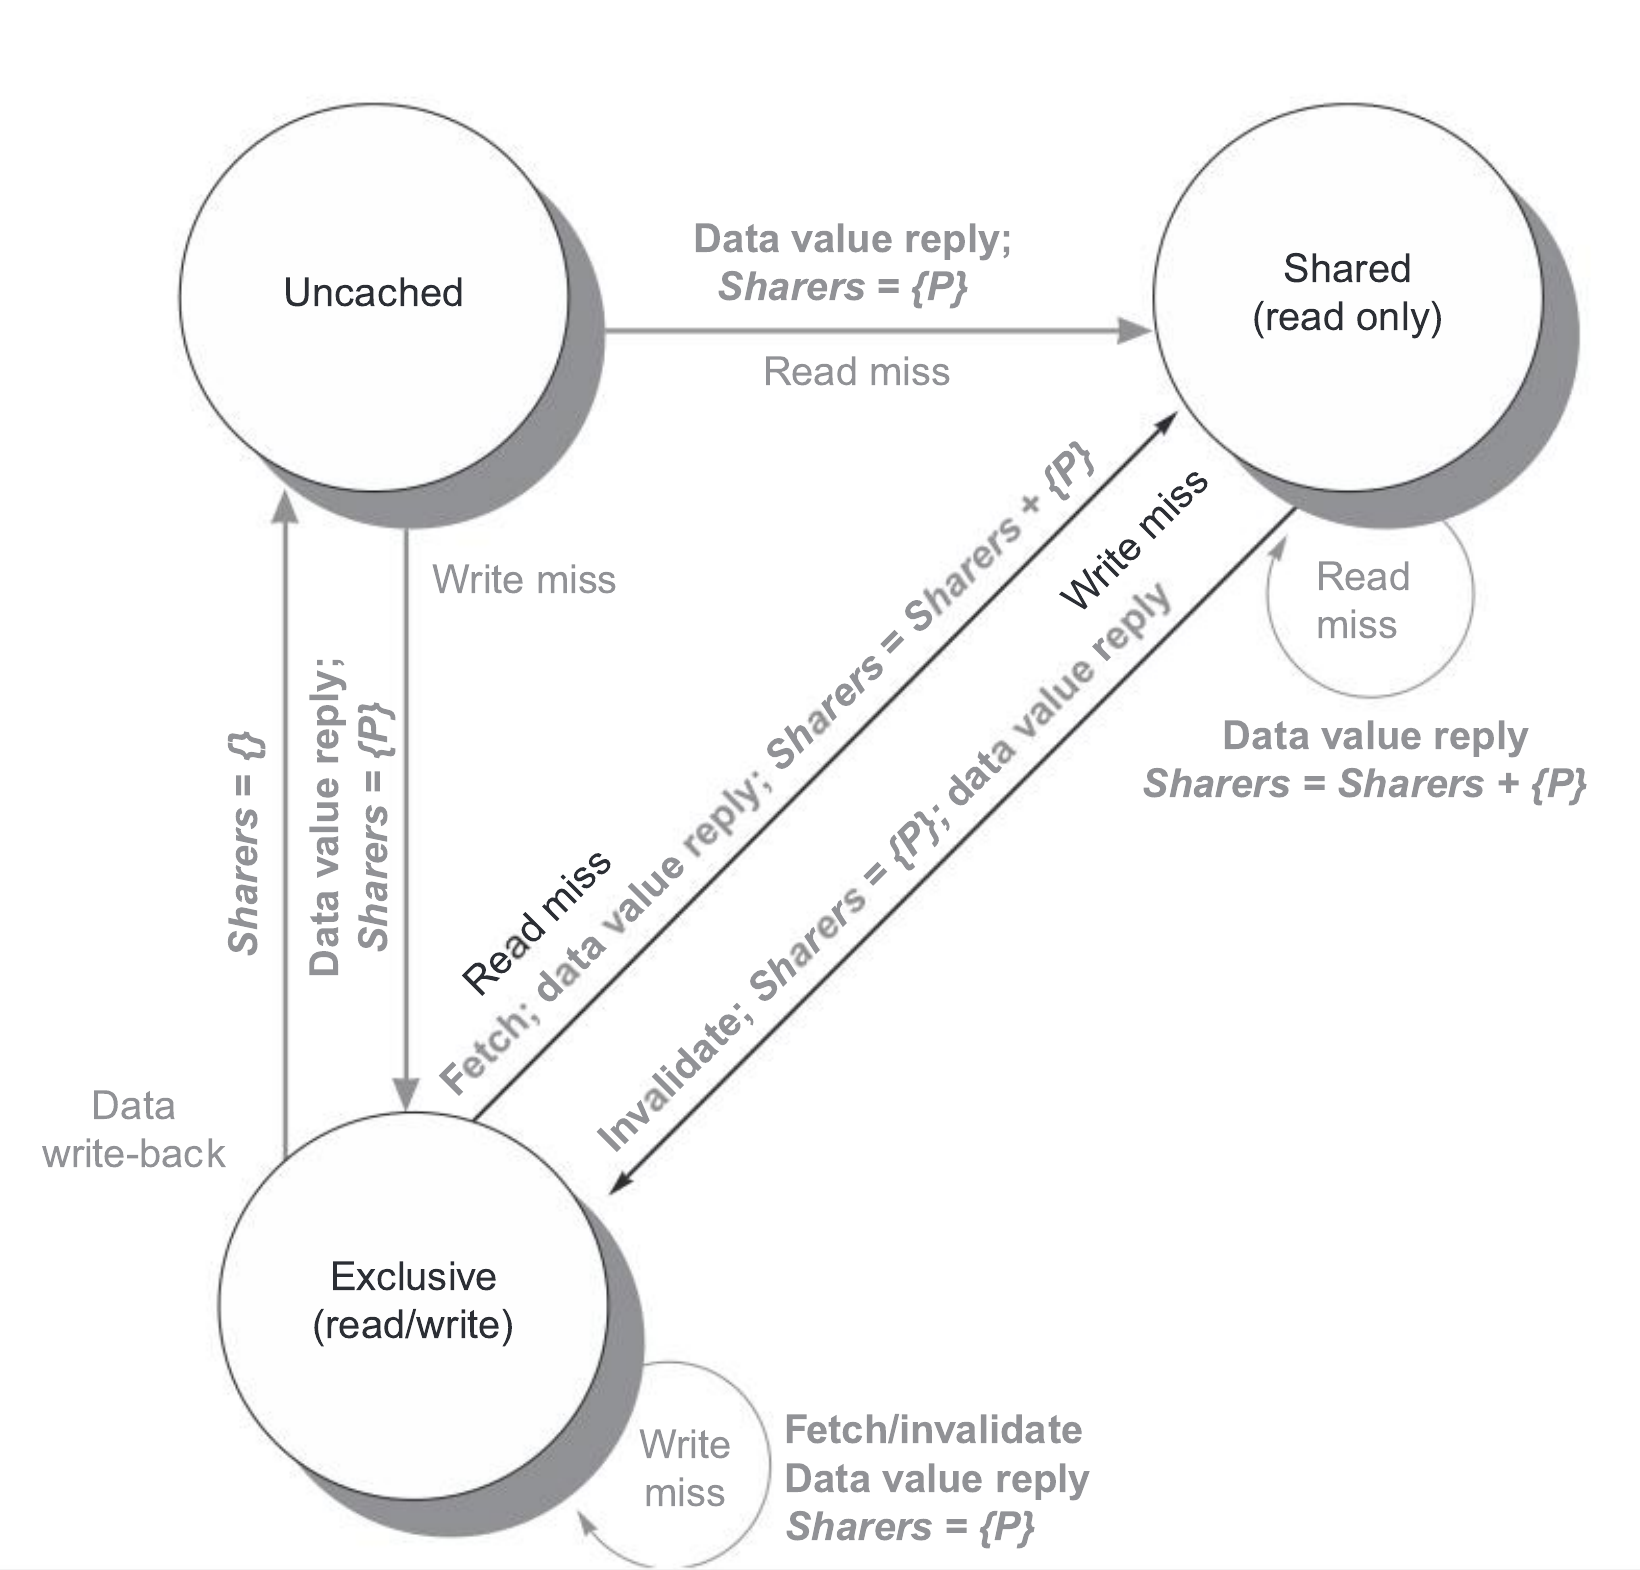 Uncached
Shared
(read only)
Data value reply;
Sharers = {P}
Read miss
Write miss
Data value reply;
Sharers = {P}
Sharers = {}
Data
write-back
Read miss
Fetch; data value reply; Sharers = Sharers + {P}
Write miss
Invalidate; Sharers = {P}; data value reply
Read
miss
Data value reply
Sharers = Sharers + {P}
Exclusive
(read/write)
Write
miss
Fetch/invalidate
Data value reply
Sharers = {P}